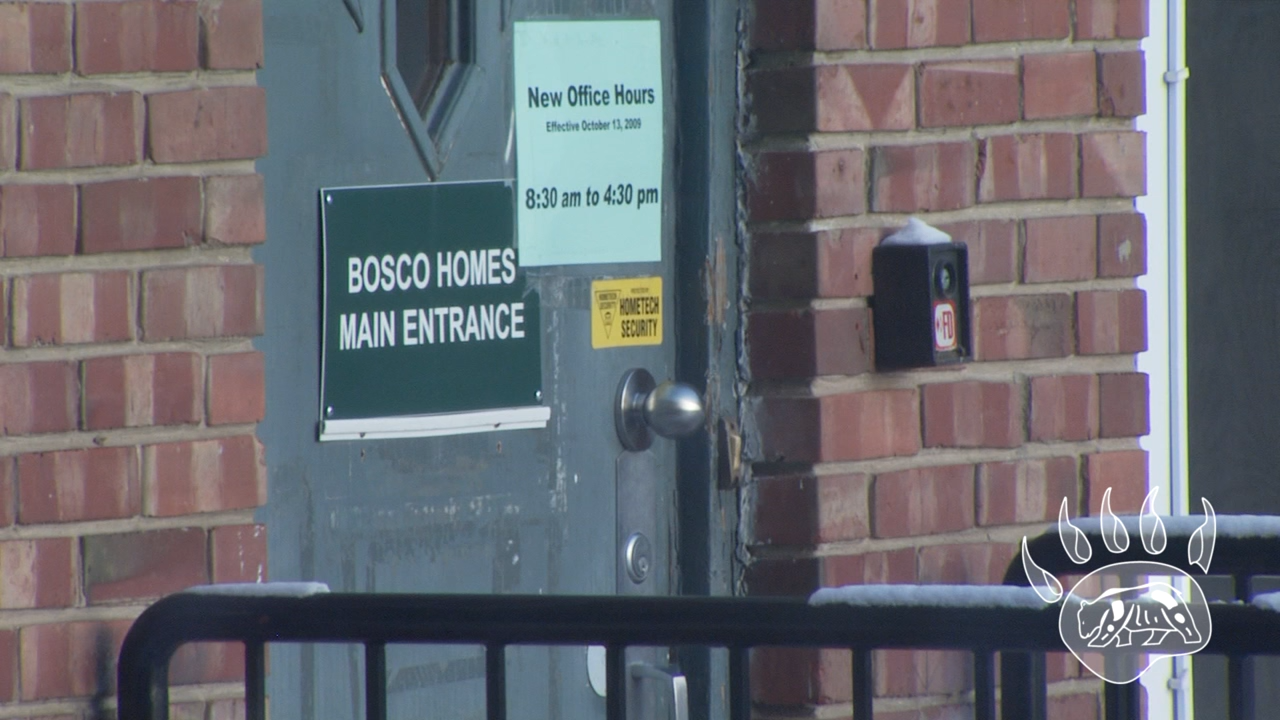 New Office Hours
Effective October 13, 2009
8:30 am to 4:30 pm
BOSCO HOMES
MAIN ENTRANCE
HOMETECH
SECURITY